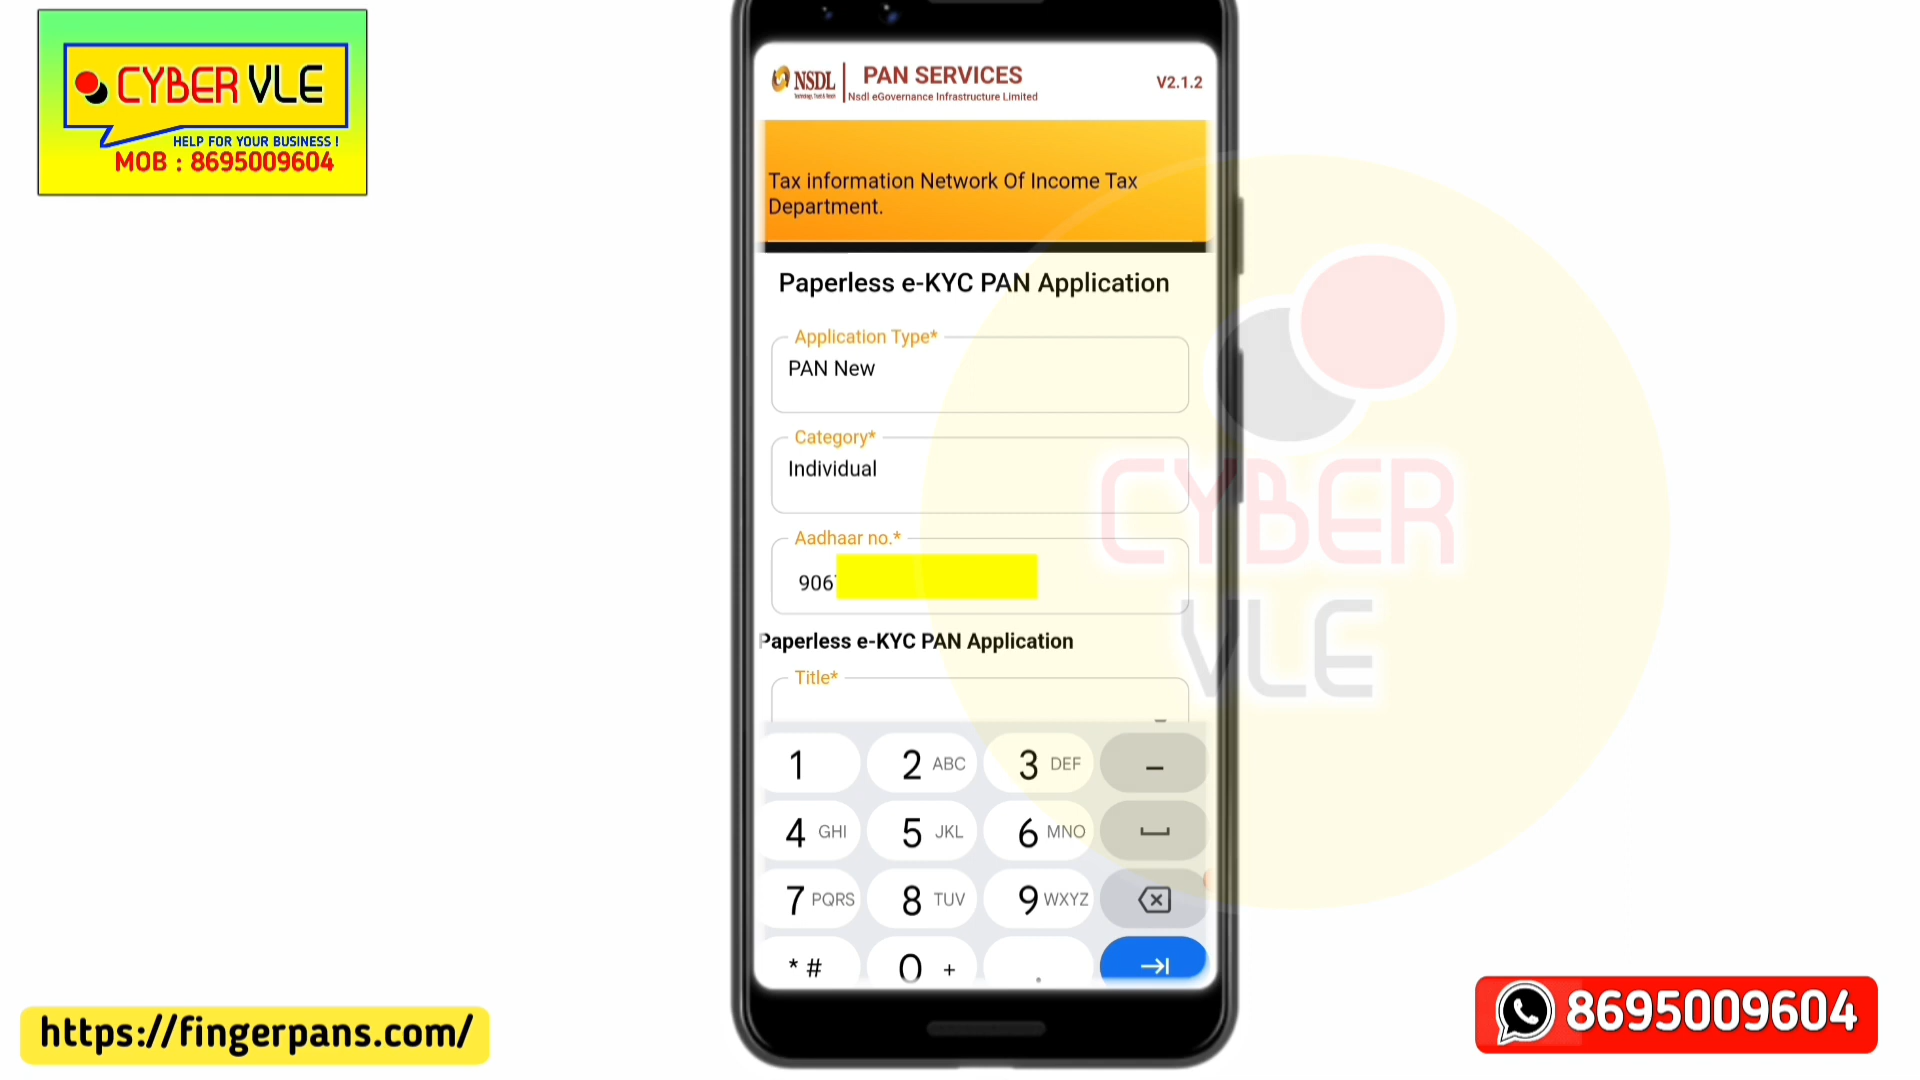 CYBER VLE
HELP FOR YOUR BUSINESS !
MOB : 8695009604
NSDL
PAN SERVICES
Nsdl eGovernance Infrastructure Limited
V2.1.2
Tax information Network Of Income Tax
Department.
Paperless e-KYC PAN Application
Application Type*
PAN New
Category*
Individual
Aadhaar no.*
906
Paperless e-KYC PAN Application
Title*
CYBER
VLE
1 2 ABC 3 DEF –
4 GHI 5 JKL 6 MNO
7 PQRS 8 TUV 9 WXYZ
* # 0 + .
https://fingerpans.com/
8695009604